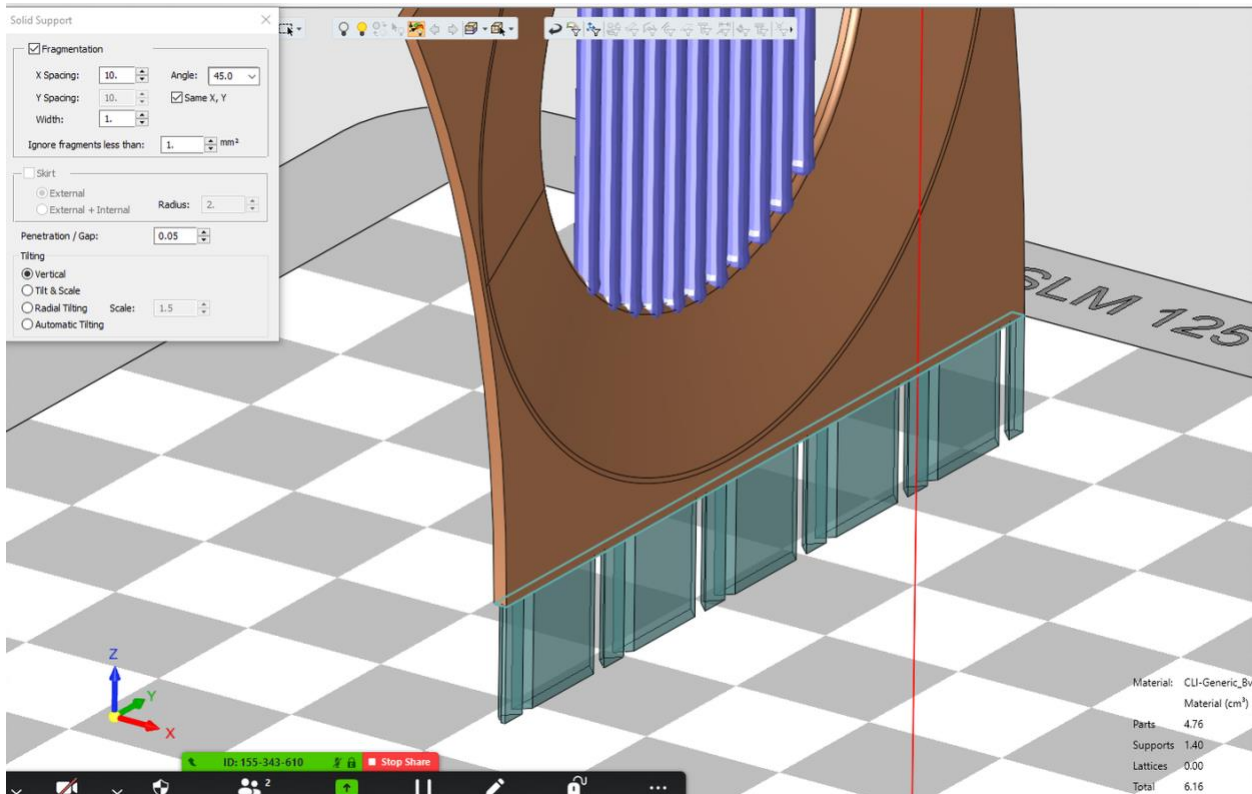 Solid Support
Fragmentation
X Spacing: 10. Angle: 45.0
Y Spacing: 10. Same X, Y
Width: 1.
Ignore fragments less than: 1. mm²
Skirt
External
External + Internal Radius: 2.
Penetration / Gap: 0.05
Tilting
Vertical
Tilt & Scale
Radial Tilting Scale: 1.5
Automatic Tilting
SLM 125
Z
Y
X
Material: CLI-Generic_Bv
Material (cm³)
Parts 4.76
Supports 1.40
Lattices 0.00
Total 6.16
ID: 155-343-610 Stop Share
2